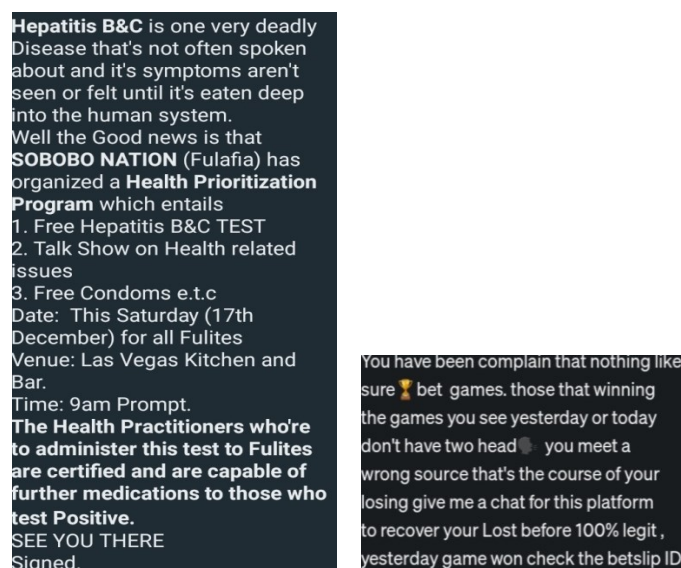 Hepatitis B&C is one very deadly
Disease that's not often spoken
about and it's symptoms aren't
seen or felt until it's eaten deep
into the human system.
Well the Good news is that
SOBOBO NATION (Fulafia) has
organized a Health Prioritization
Program which entails
1. Free Hepatitis B&C TEST
2. Talk Show on Health related
issues
3. Free Condoms e.t.c
Date:  This Saturday (17th
December) for all Fulites
Venue: Las Vegas Kitchen and
Bar.
Time: 9am Prompt.
The Health Practitioners who're
to administer this test to Fulites
are certified and are capable of
further medications to those who
test Positive.
SEE YOU THERE
Signed.
You have been complain that nothing like
sure🏆bet  games. those that winning
the games you see yesterday or today
don't have two head🗣  you meet a
wrong source that's the course of your
losing give me a chat for this platform
to recover your Lost before 100% legit ,
yesterday game won check the betslip ID